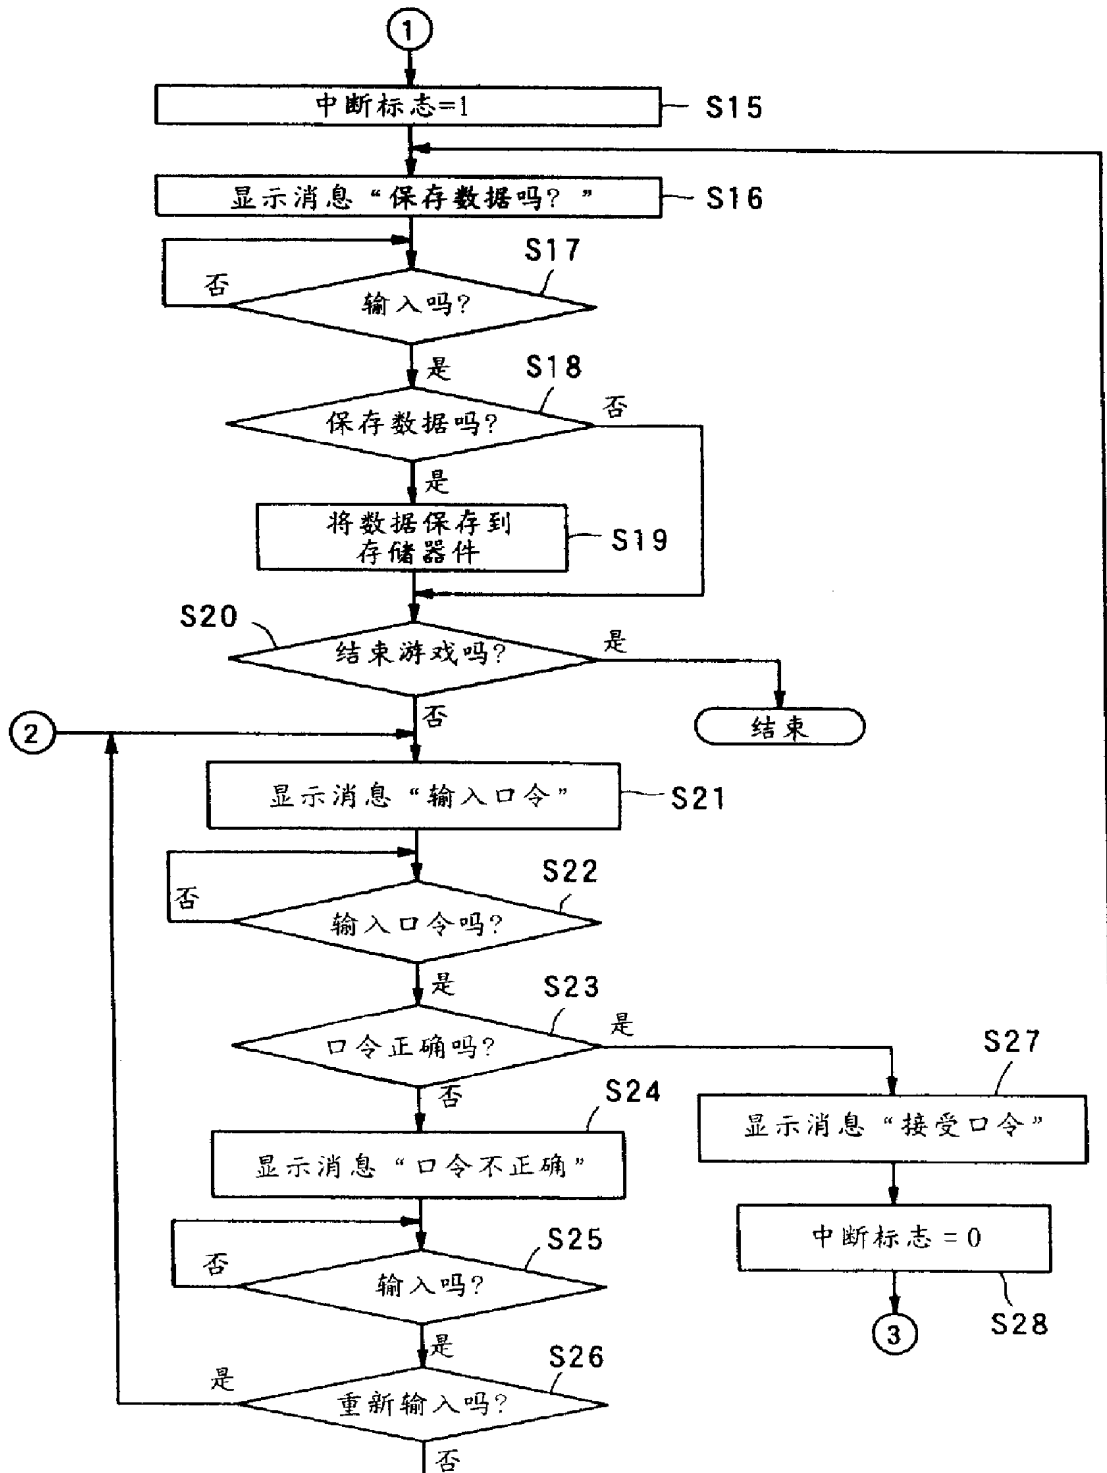 1
中断标志=1
S15
显示消息“保存数据吗?”
S16
S17
否
输入吗?
是
S18
保存数据吗?
否
是
将数据保存到
存储器件
S19
S20
结束游戏吗?
是
否
结束
2
显示消息“输入口令”
S21
S22
否
输入口令吗?
是
S23
口令正确吗?
是
S27
否
S24
显示消息“接受口令”
显示消息“口令不正确”
中断标志=0
S25
否
输入吗?
S28
3
是
S26
是
重新输入吗?
否